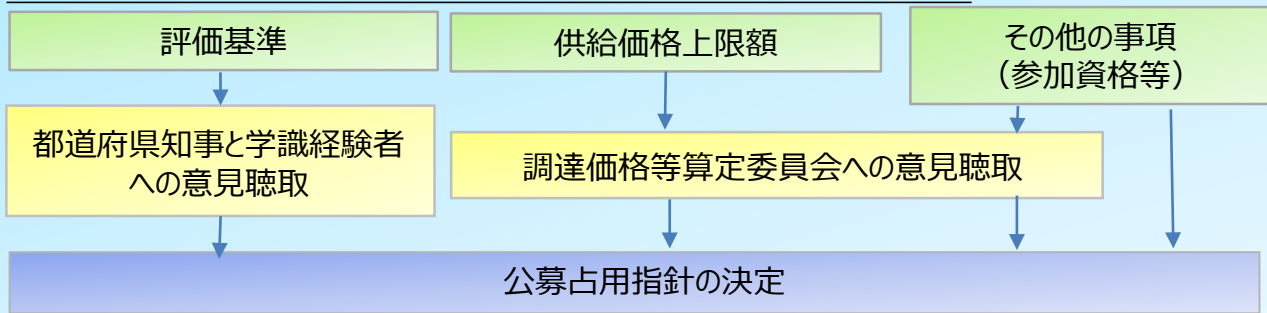 評価基準
供給価格上限額
その他の事項
（参加資格等）
都道府県知事と学識経験者
への意見聴取
調達価格等算定委員会への意見聴取
公募占用指針の決定